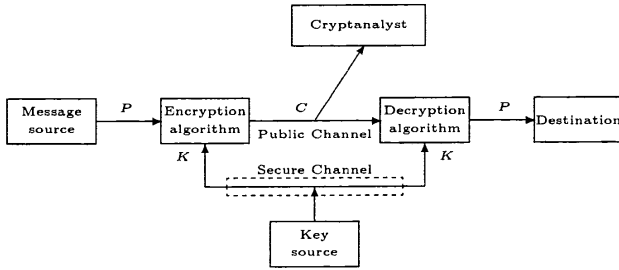 Cryptanalyst
Message
source
P
Encryption
algorithm
C
Public Channel
Decryption
algorithm
P
Destination
K
Secure Channel
K
Key
source